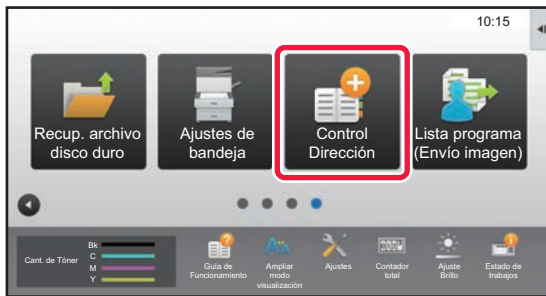 10:15
Recup. archivo
disco duro
Ajustes de
bandeja
Control
Dirección
Lista programa
(Envío imagen)
Cant. de Tóner
Bk
C
M
Y
Guía de
Funcionamiento
Ampliar
modo
visualización
Ajustes
Contador
total
Ajuste
Brillo
Estado de
trabajos